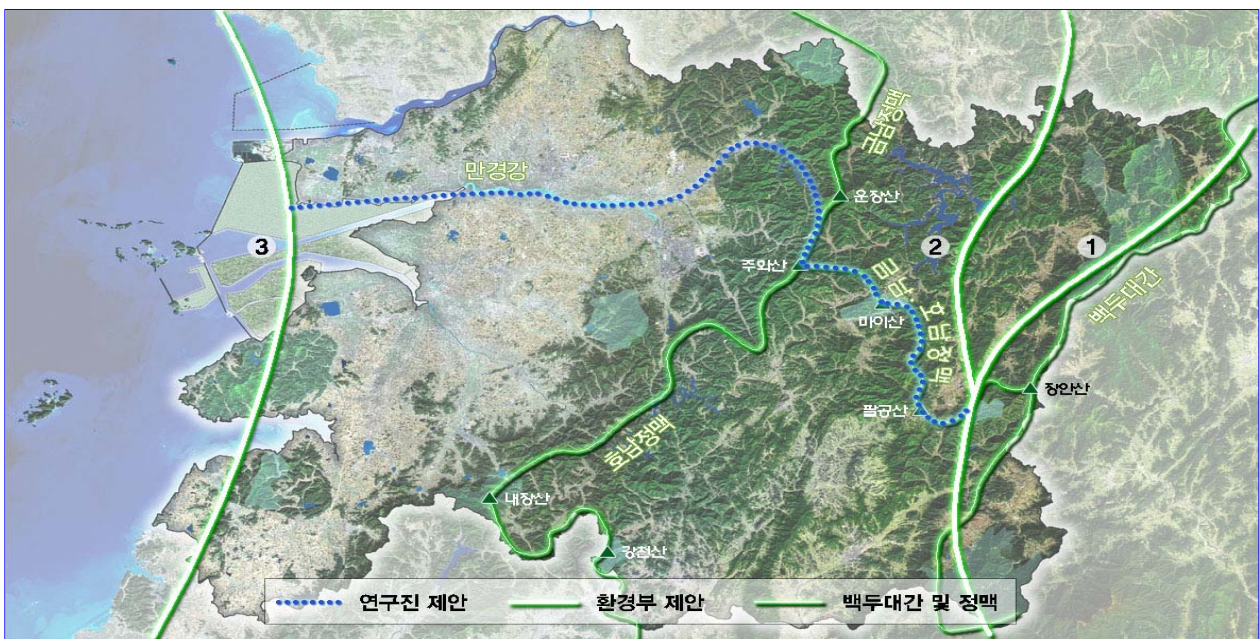 금남정맥
만경강
운장산
3
2
1
주화산
금남 호남정맥
마이산
백두대간
장안산
팔공산
호남정맥
내장산
강천산
연구진 제안
환경부 제안
백두대간 및 정맥